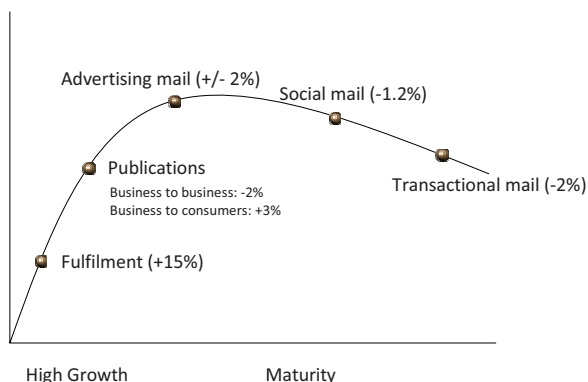 Advertising mail (+/- 2%)
Social mail (-1.2%)
Publications
Business to business: -2%
Business to consumers: +3%
Transactional mail (-2%)
Fulfilment (+15%)
High Growth
Maturity